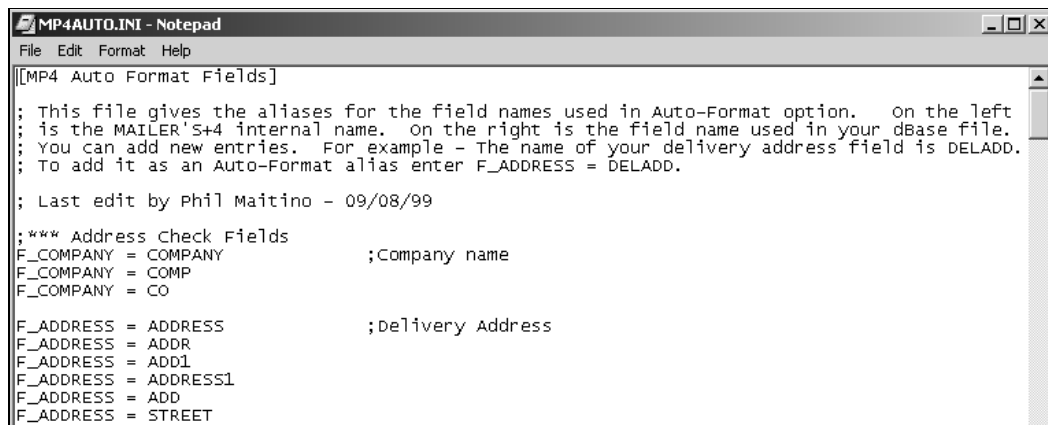 MP4AUTO.INI - Notepad
File Edit Format Help
[MP4 Auto Format Fields]
; This file gives the aliases for the field names used in Auto-Format option.   On the left
; is the MAILER'S+4 internal name.  On the right is the field name used in your dBase file.
; You can add new entries.  For example - The name of your delivery address field is DELADD.
; To add it as an Auto-Format alias enter F_ADDRESS = DELADD.
; Last edit by Phil Maitino - 09/08/99
;*** Address Check Fields
F_COMPANY = COMPANY ;Company name
F_COMPANY = COMP
F_COMPANY = CO
F_ADDRESS = ADDRESS ;Delivery Address
F_ADDRESS = ADDR
F_ADDRESS = ADD1
F_ADDRESS = ADDRESS1
F_ADDRESS = ADD
F_ADDRESS = STREET